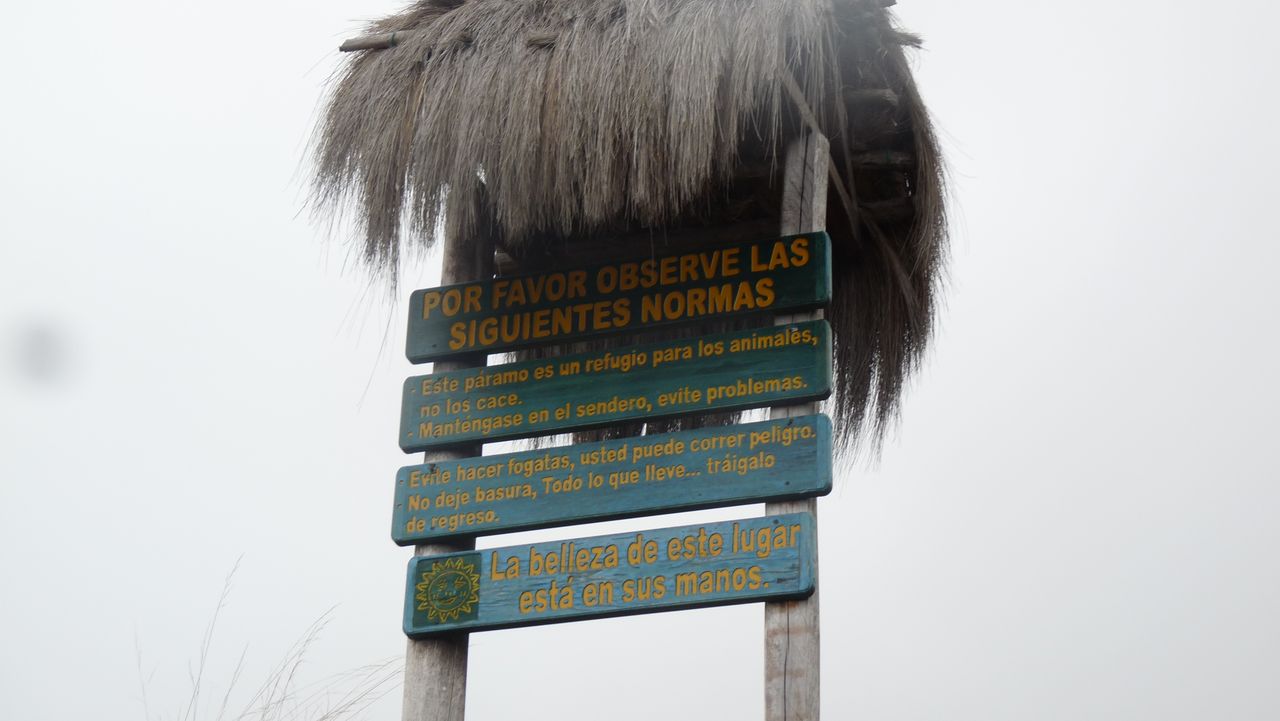 POR FAVOR OBSERVE LAS
SIGUIENTES NORMAS
- Este páramo es un refugio para los animales,
no los cace.
- Manténgase en el sendero, evite problemas.
- Evite hacer fogatas, usted puede correr peligro.
- No deje basura, Todo lo que lleve... tráigalo
de regreso.
La belleza de este lugar
está en sus manos.